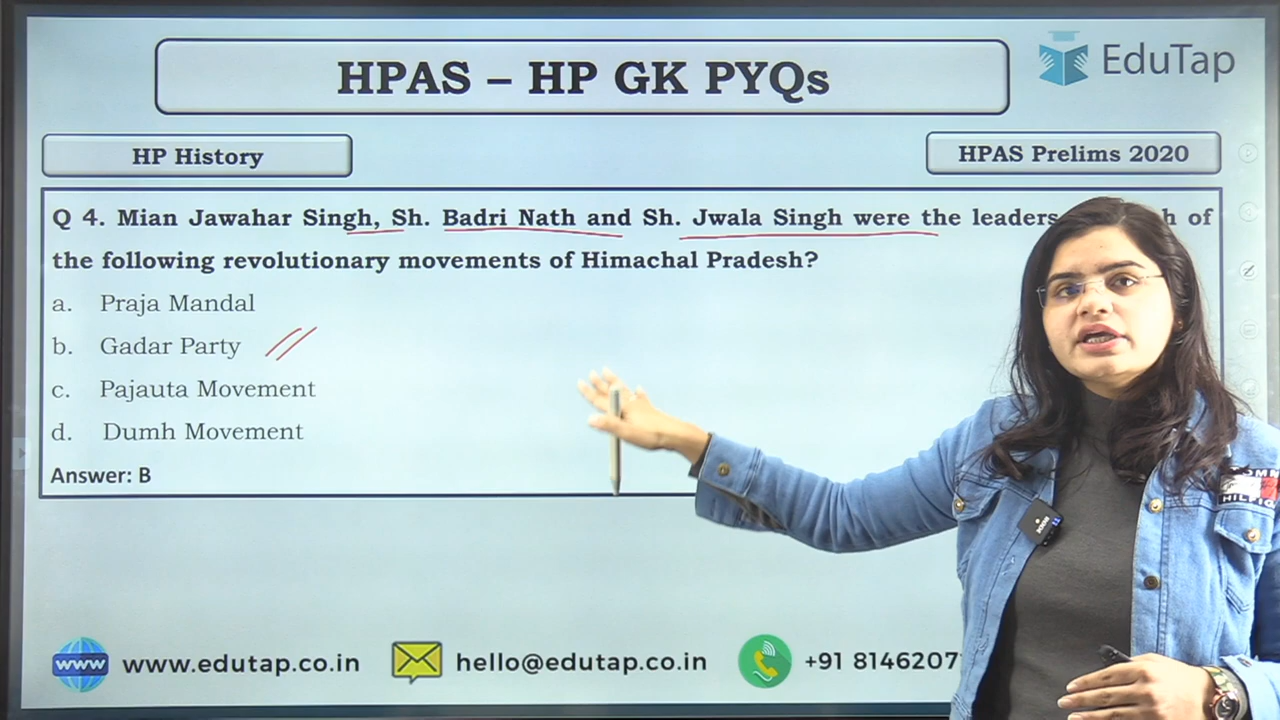 HPAS – HP GK PYQs
EduTap
HP History
HPAS Prelims 2020
Q 4. Mian Jawahar Singh, Sh. Badri Nath and Sh. Jwala Singh were the leaders of
the following revolutionary movements of Himachal Pradesh?
a. Praja Mandal
b. Gadar Party
c. Pajauta Movement
d. Dumh Movement
Answer: B
HILFIG
www
www.edutap.co.in
hello@edutap.co.in
+91 8146207